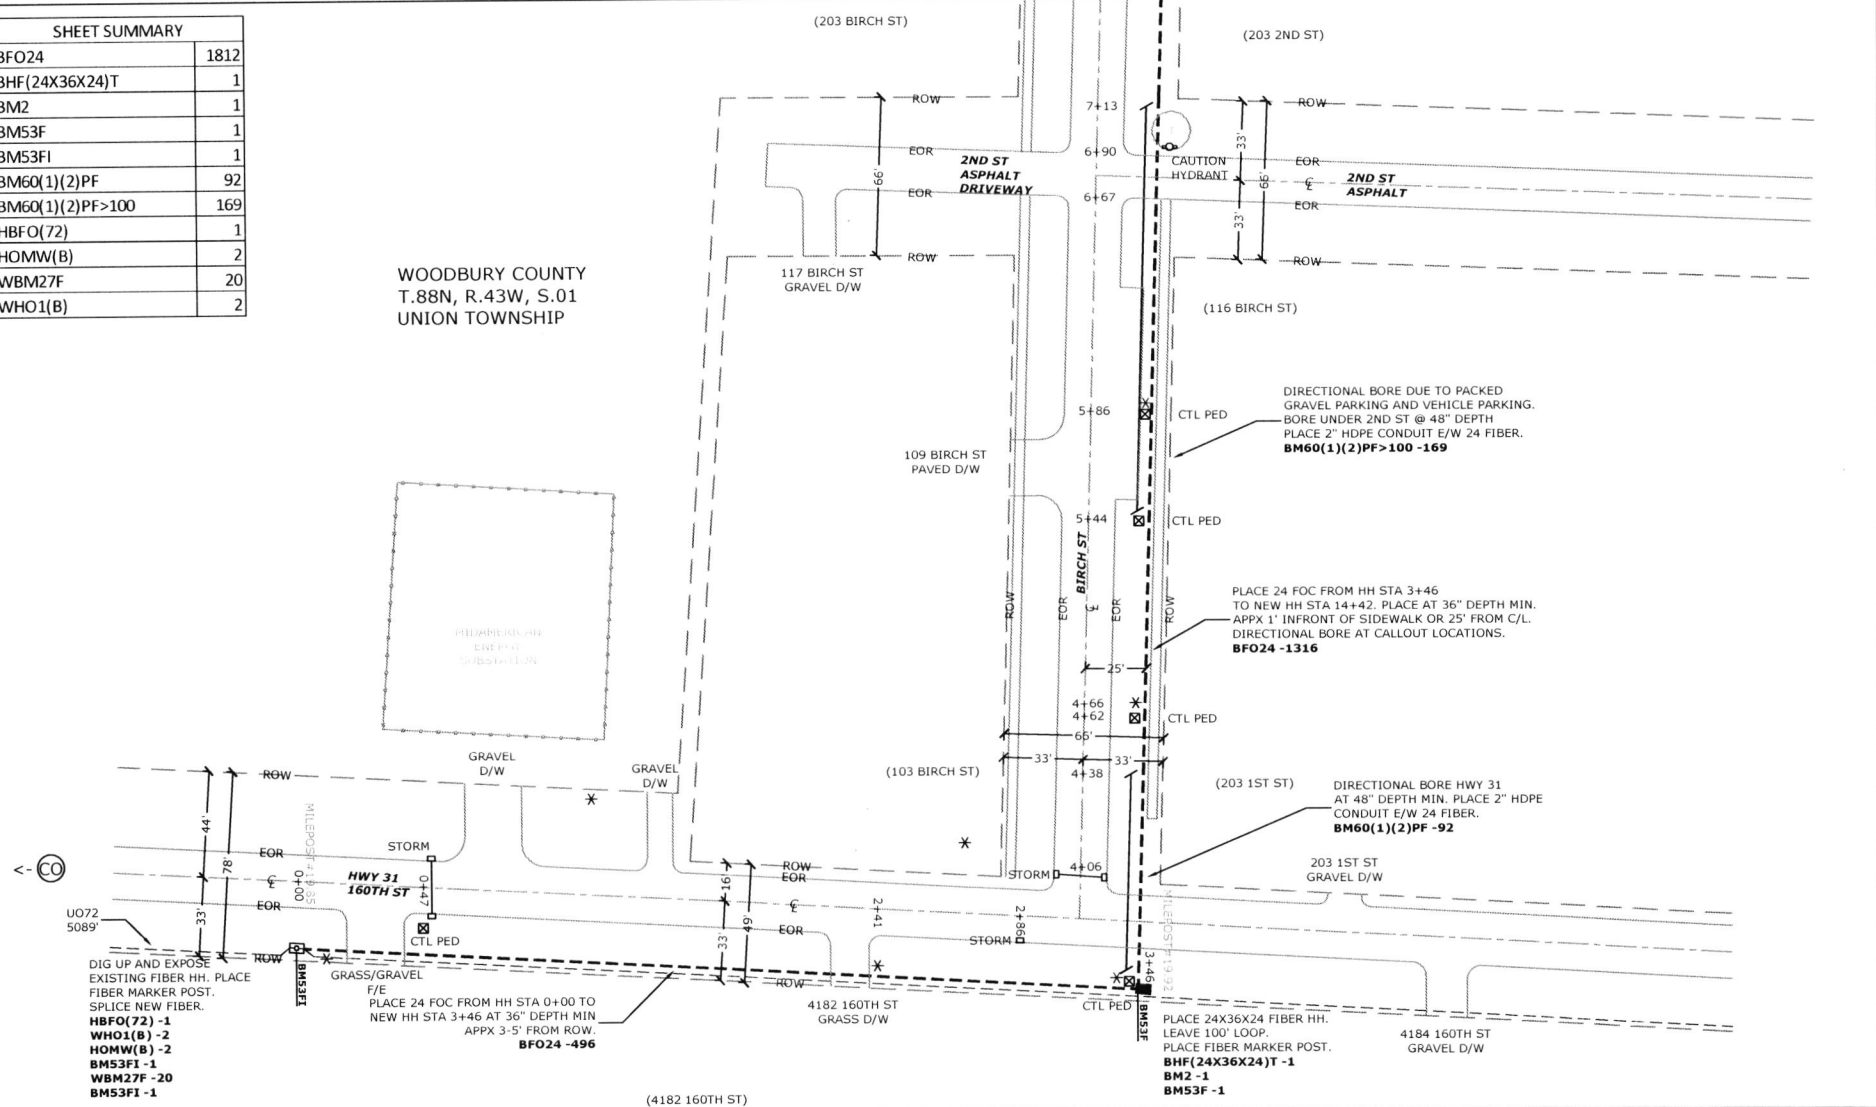 SHEET SUMMARY
BFO24 1812
BHF(24X36X24)T 1
BM2 1
BM53F 1
BM53FI 1
BM60(1)(2)PF 92
BM60(1)(2)PF>100 169
HBFO(72) 1
HOMW(B) 2
WBM27F 20
WHO1(B) 2
(203 BIRCH ST)
(203 2ND ST)
ROW
7+13
ROW
33'
66'
EOR
2ND ST
ASPHALT
DRIVEWAY
6+90
CAUTION
HYDRANT
EOR
66'
2ND ST
ASPHALT
EOR
6+67
EOR
33'
ROW
ROW
117 BIRCH ST
GRAVEL D/W
WOODBURY COUNTY
T.88N, R.43W, S.01
UNION TOWNSHIP
(116 BIRCH ST)
DIRECTIONAL BORE DUE TO PACKED
GRAVEL PARKING AND VEHICLE PARKING.
BORE UNDER 2ND ST @ 48" DEPTH
PLACE 2" HDPE CONDUIT E/W 24 FIBER.
BM60(1)(2)PF>100 -169
5+86
CTL PED
109 BIRCH ST
PAVED D/W
5+44
CTL PED
BIRCH ST
ROW
EOR
EOR
ROW
PLACE 24 FOC FROM HH STA 3+46
TO NEW HH STA 14+42. PLACE AT 36" DEPTH MIN.
APPX 1' INFRONT OF SIDEWALK OR 25' FROM C/L.
DIRECTIONAL BORE AT CALLOUT LOCATIONS.
BFO24 -1316
MIDAMERICAN
ENERGY
SUBSTATION
25'
4+66
4+62
CTL PED
66'
33'
33'
4+38
(103 BIRCH ST)
(203 1ST ST)
DIRECTIONAL BORE HWY 31
AT 48" DEPTH MIN. PLACE 2" HDPE
CONDUIT E/W 24 FIBER.
BM60(1)(2)PF -92
GRAVEL
D/W
GRAVEL
D/W
ROW
44'
78'
MILEPOST #19.85
STORM
EOR
<- CO
0+00
HWY 31
160TH ST
0+47
EOR
33'
ROW
EOR
16'
49'
33'
EOR
ROW
2+41
STORM
4+06
2+86
STORM
203 1ST ST
GRAVEL D/W
MILEPOST #19.92
3+46
UO72
5089'
CTL PED
ROW
BM53FI
GRASS/GRAVEL
F/E
DIG UP AND EXPOSE
EXISTING FIBER HH. PLACE
FIBER MARKER POST.
SPLICE NEW FIBER.
HBFO(72) -1
WHO1(B) -2
HOMW(B) -2
BM53FI -1
WBM27F -20
BM53FI -1
PLACE 24 FOC FROM HH STA 0+00 TO
NEW HH STA 3+46 AT 36" DEPTH MIN
APPX 3-5' FROM ROW.
BFO24 -496
4182 160TH ST
GRASS D/W
CTL PED
BM53F
PLACE 24X36X24 FIBER HH.
LEAVE 100' LOOP.
PLACE FIBER MARKER POST.
BHF(24X36X24)T -1
BM2 -1
BM53F -1
4184 160TH ST
GRAVEL D/W
(4182 160TH ST)